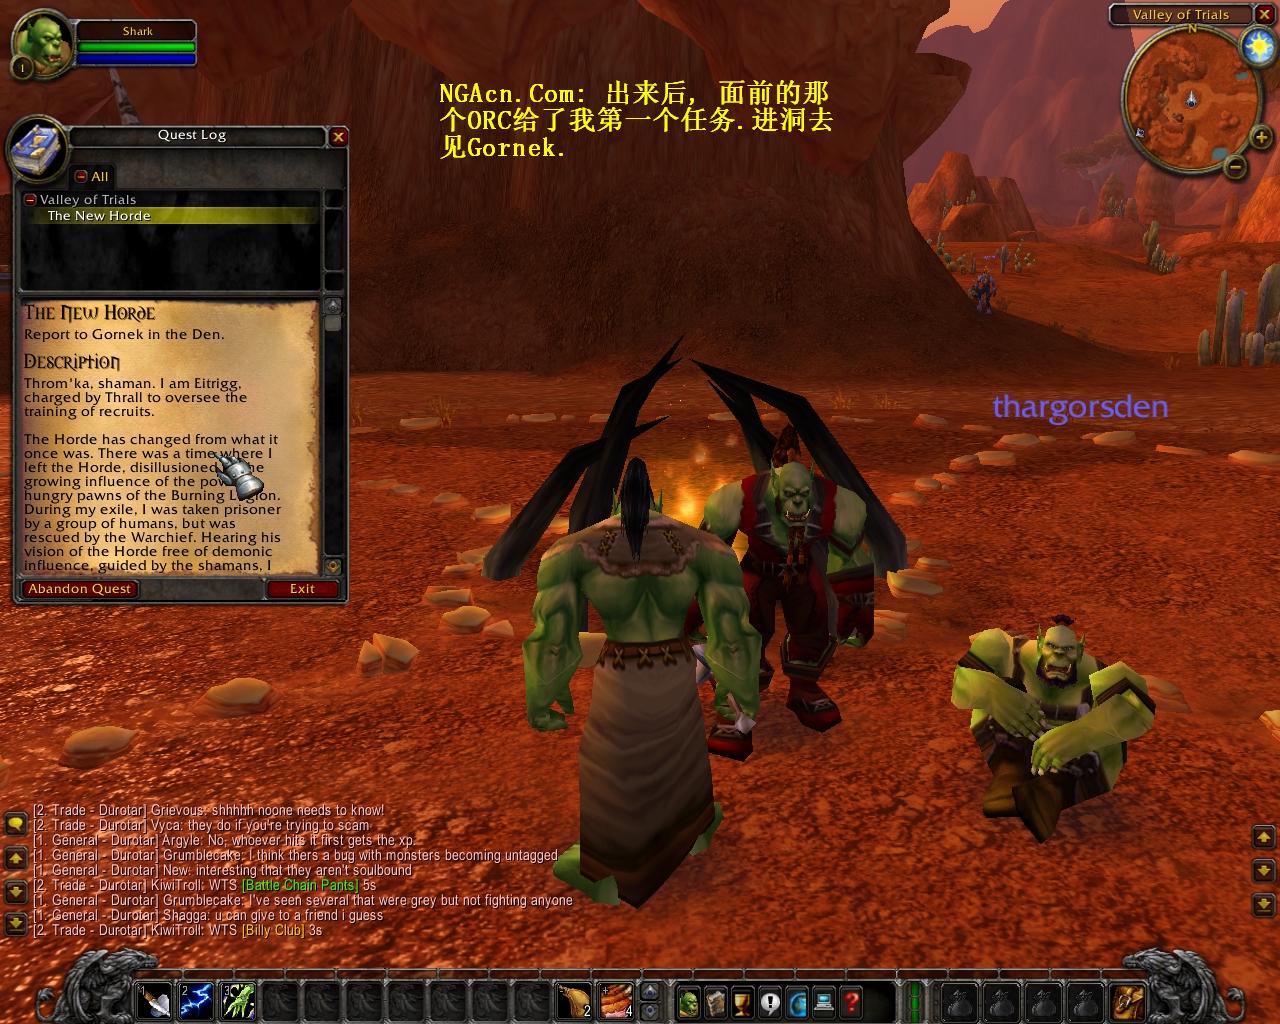 Shark
1
Quest Log
All
Valley of Trials
The New Horde
The New Horde
Report to Gornek in the Den.
Description
Throm'ka, shaman. I am Eitrigg,
charged by Thrall to oversee the
training of recruits.
The Horde has changed from what it
once was. There was a time where I
left the Horde, disillusioned
growing influence of the
hungry pawns of the Burning Legion.
During my exile, I was taken prisoner
by a group of humans, but was
rescued by the Warchief. Hearing his
vision of the Horde free of demonic
influence, guided by the shamans, I
Abandon Quest
Exit
NGAcn.Com: 出来后, 面前的那
个ORC给了我第一个任务.进洞去
见Gornek.
Valley of Trials
N
thargorsden
[2. Trade - Durotar] Grievous: shhhhh noone needs to know!
[2. Trade - Durotar] Vyca: they do if you're trying to scam
[1. General - Durotar] Argyle: No, whoever hits it first gets the xp.
[1. General - Durotar] Grumblecake: I think thers a bug with monsters becoming untagged
[1. General - Durotar] New: interesting that they aren't soulbound
[2. Trade - Durotar] KiwiTroll: WTS [Battle Chain Pants] 5s
[1. General - Durotar] Grumblecake: I've seen several that were grey but not fighting anyone
[1. General - Durotar] Shagga: u can give to a friend i guess
[2. Trade - Durotar] KiwiTroll: WTS [Billy Club] 3s
1 2 3 2 4